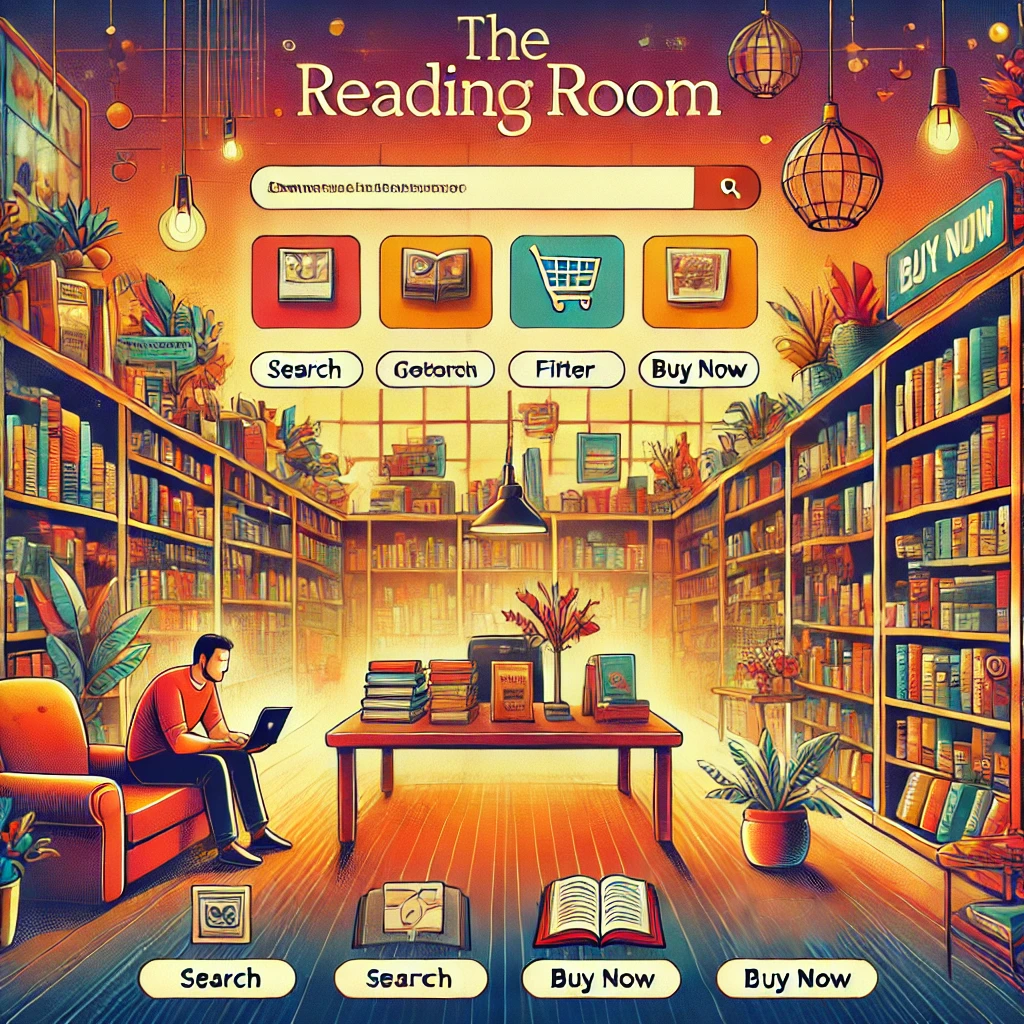 The
Reading Room
BUY NOW
Search
Gotorch
Filter
Buy Now
Search
Search
Buy Now
Buy Now